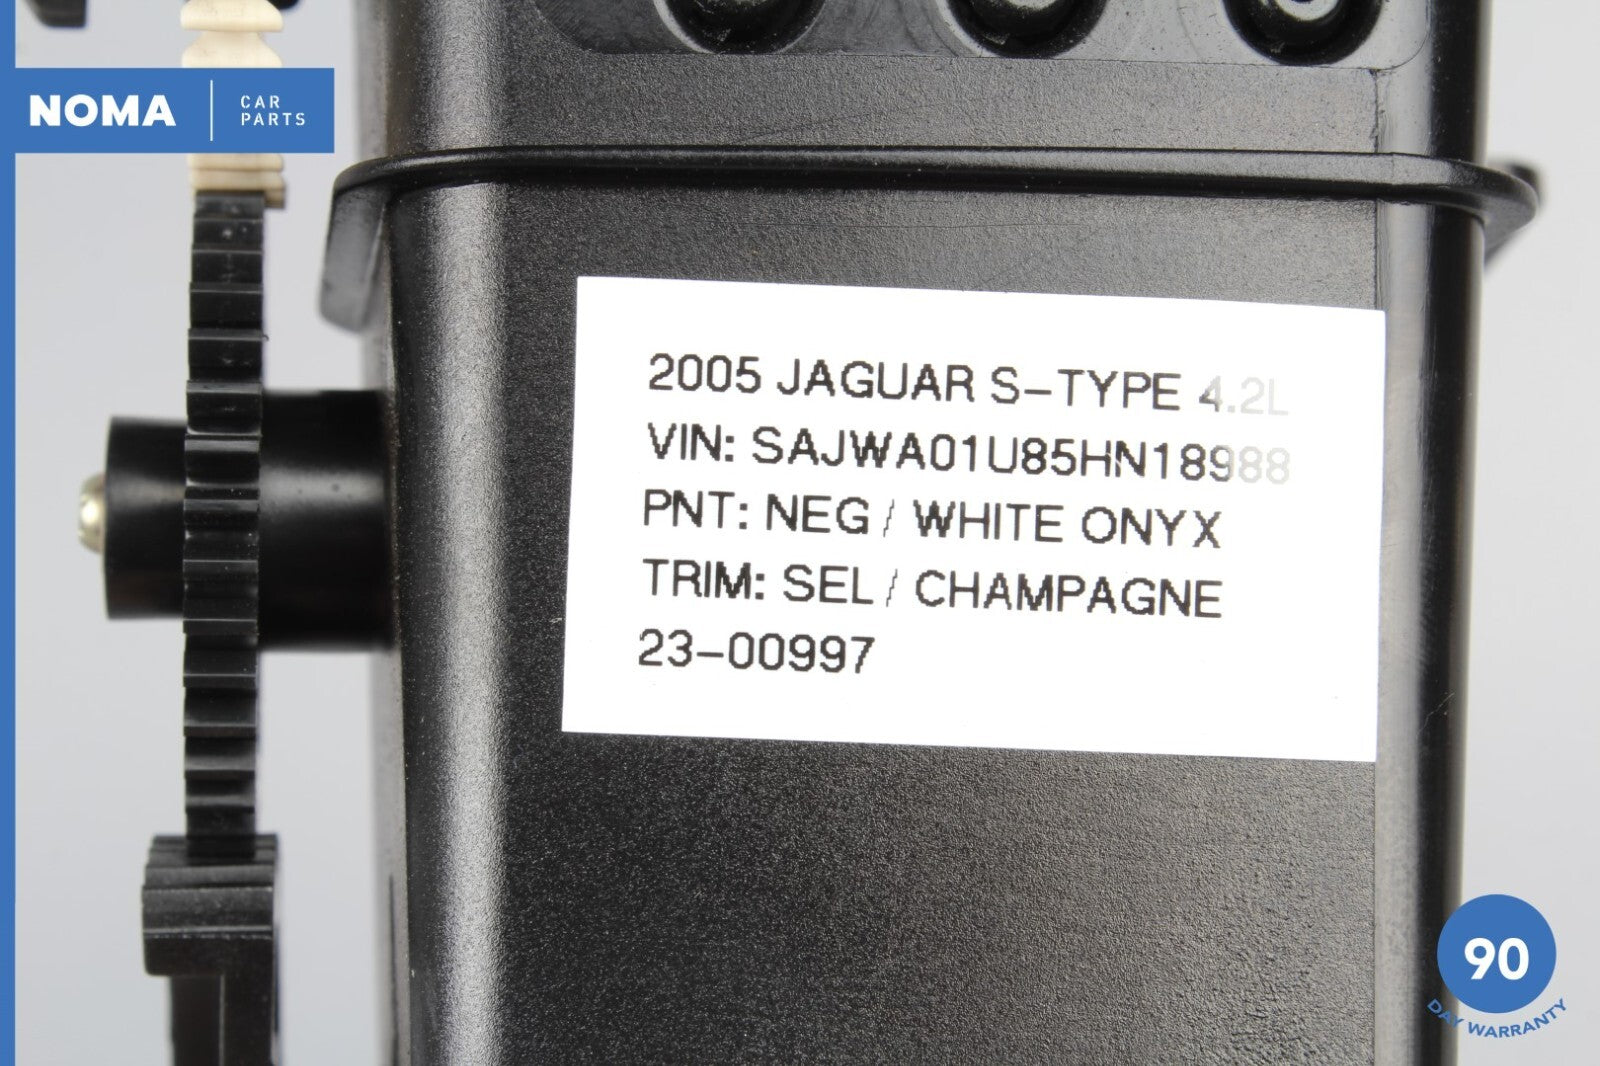 NOMA
CAR
PARTS
2005 JAGUAR S-TYPE 4.2L
VIN: SAJWA01U85HN18988
PNT: NEG / WHITE ONYX
TRIM: SEL / CHAMPAGNE
23-00997
90
DAY WARRANTY